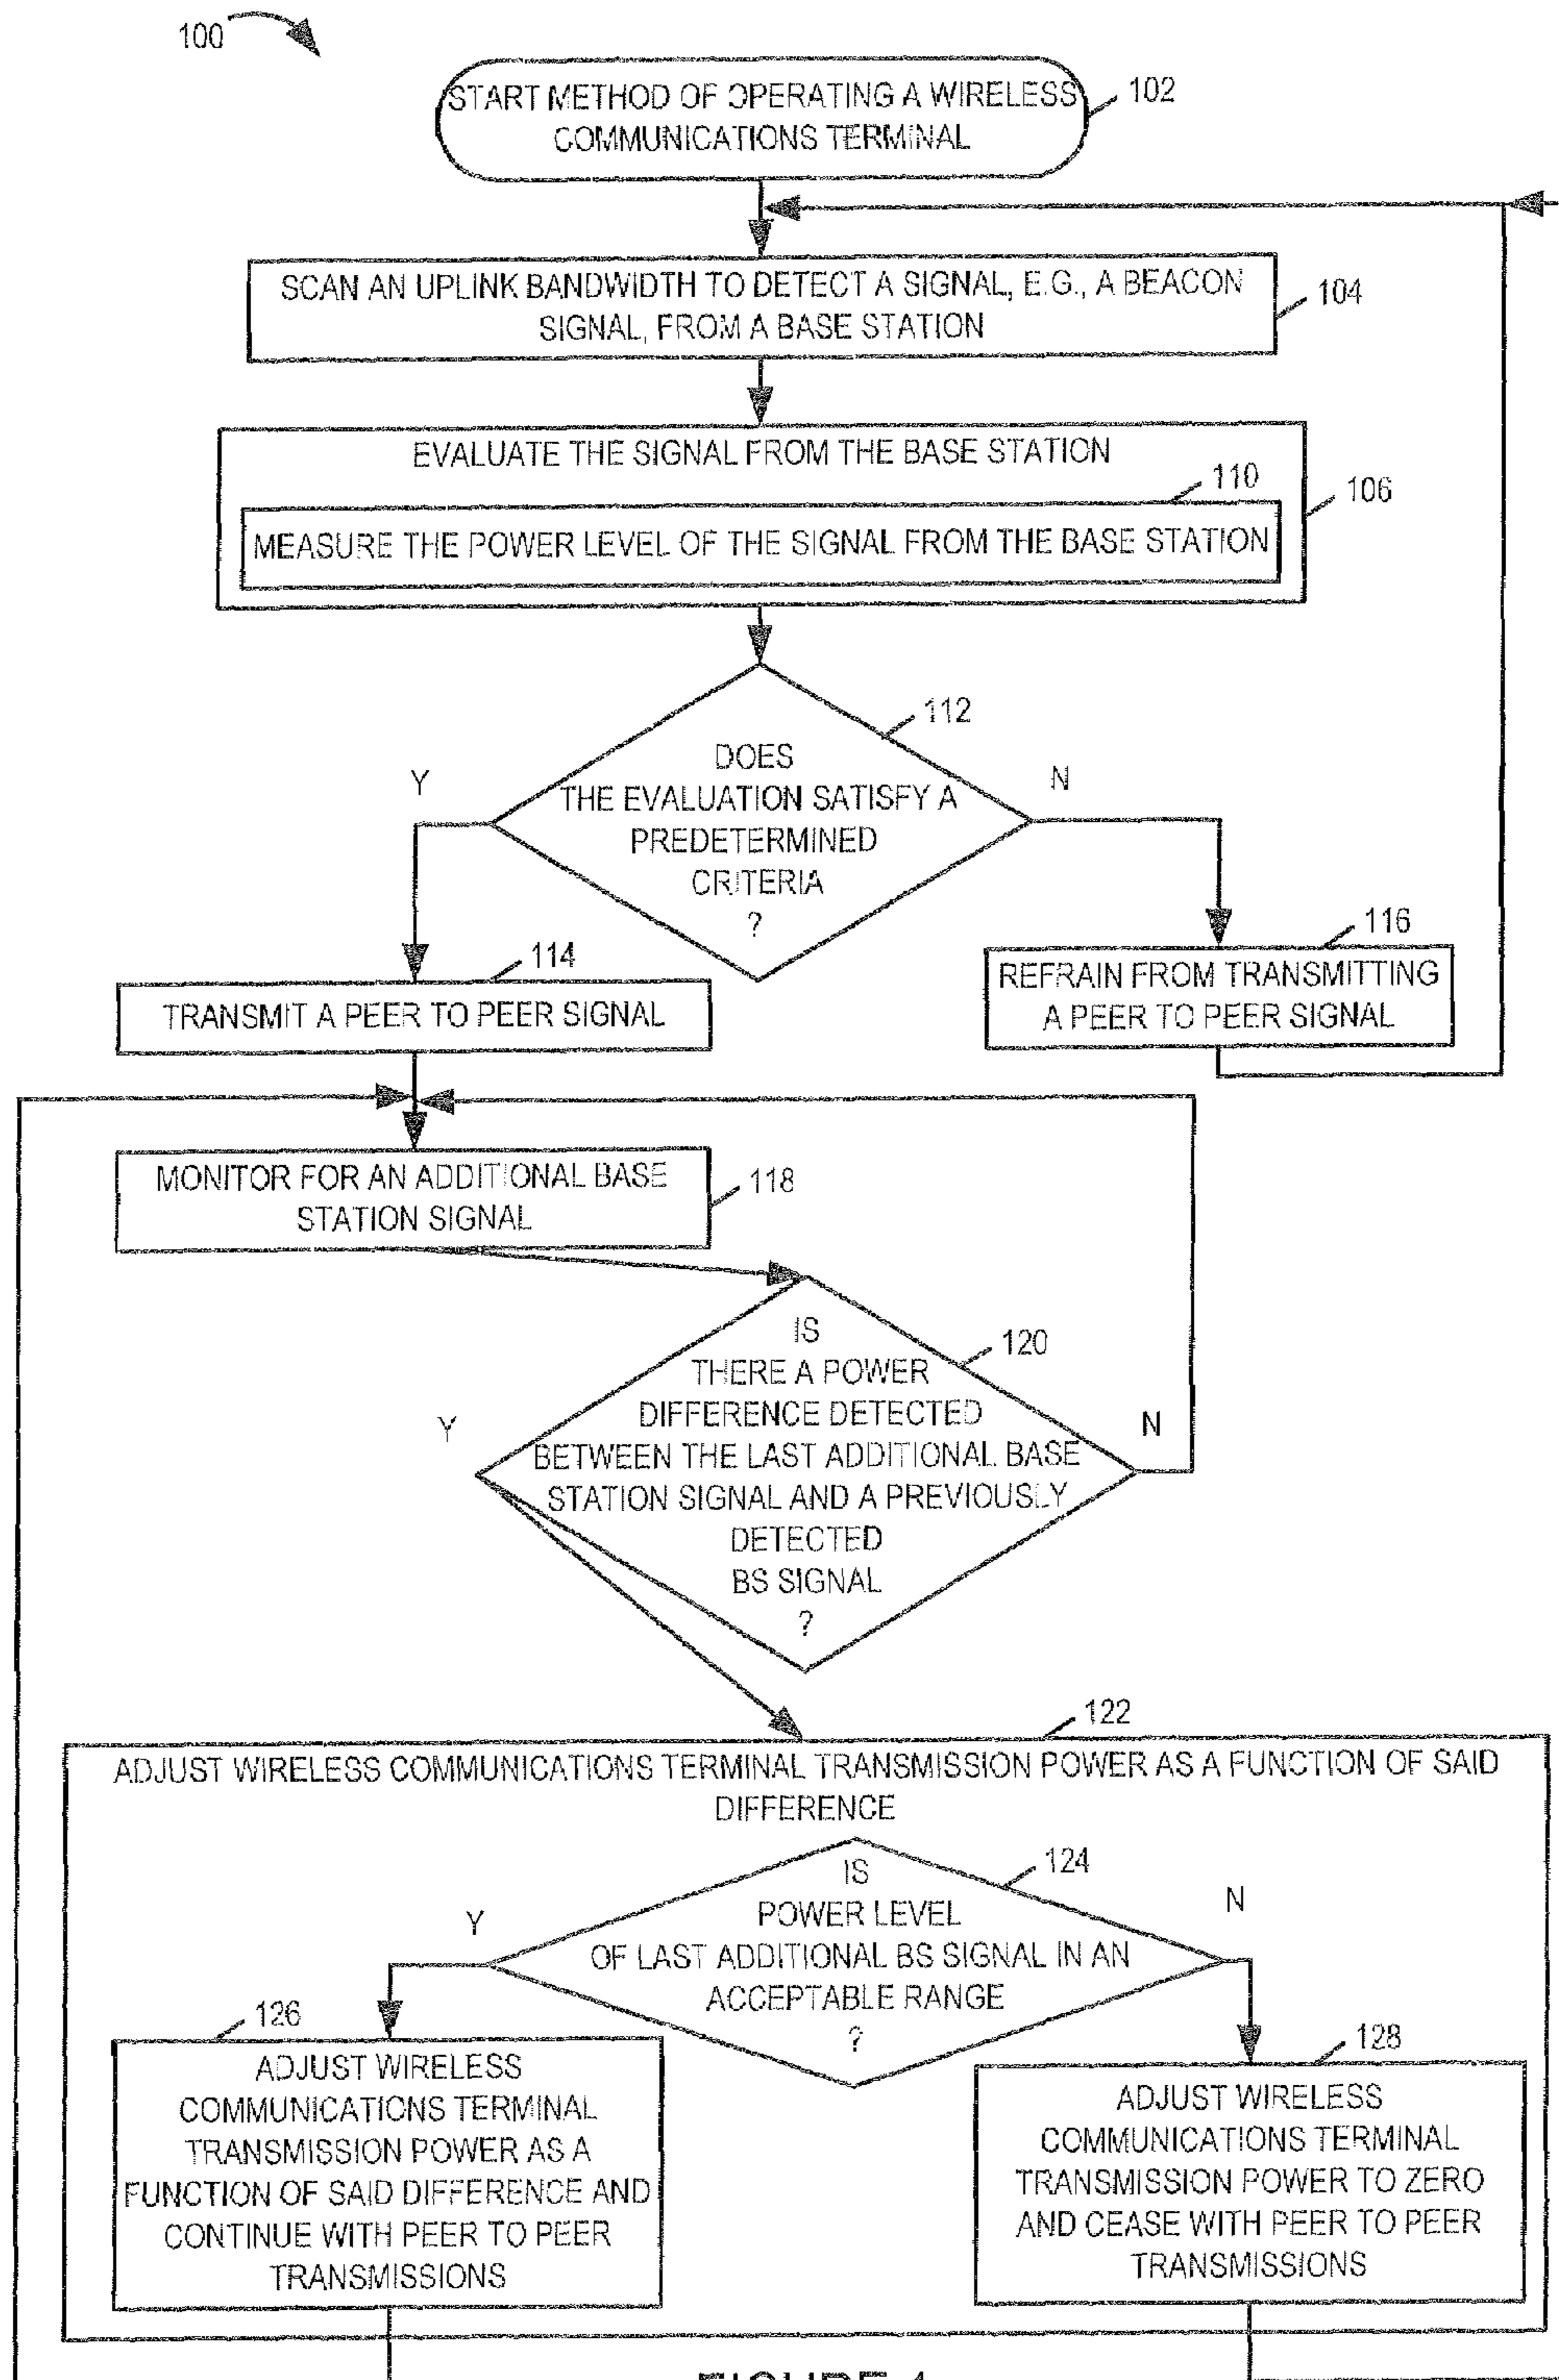 100
START METHOD OF OPERATING A WIRELESS
COMMUNICATIONS TERMINAL
102
SCAN AN UPLINK BANDWIDTH TO DETECT A SIGNAL, E.G., A BEACON
SIGNAL, FROM A BASE STATION
104
EVALUATE THE SIGNAL FROM THE BASE STATION
110
106
MEASURE THE POWER LEVEL OF THE SIGNAL FROM THE BASE STATION
112
DOES
THE EVALUATION SATISFY A
PREDETERMINED
CRITERIA
?
Y
N
114
TRANSMIT A PEER TO PEER SIGNAL
116
REFRAIN FROM TRANSMITTING
A PEER TO PEER SIGNAL
MONITOR FOR AN ADDITIONAL BASE
STATION SIGNAL
118
IS
THERE A POWER
DIFFERENCE DETECTED
BETWEEN THE LAST ADDITIONAL BASE
STATION SIGNAL AND A PREVIOUSLY
DETECTED
BS SIGNAL
?
120
Y
N
122
ADJUST WIRELESS COMMUNICATIONS TERMINAL TRANSMISSION POWER AS A FUNCTION OF SAID
DIFFERENCE
IS
POWER LEVEL
OF LAST ADDITIONAL BS SIGNAL IN AN
ACCEPTABLE RANGE
?
124
Y
N
126
ADJUST WIRELESS
COMMUNICATIONS TERMINAL
TRANSMISSION POWER AS A
FUNCTION OF SAID DIFFERENCE AND
CONTINUE WITH PEER TO PEER
TRANSMISSIONS
128
ADJUST WIRELESS
COMMUNICATIONS TERMINAL
TRANSMISSION POWER TO ZERO
AND CEASE WITH PEER TO PEER
TRANSMISSIONS
FIGURE